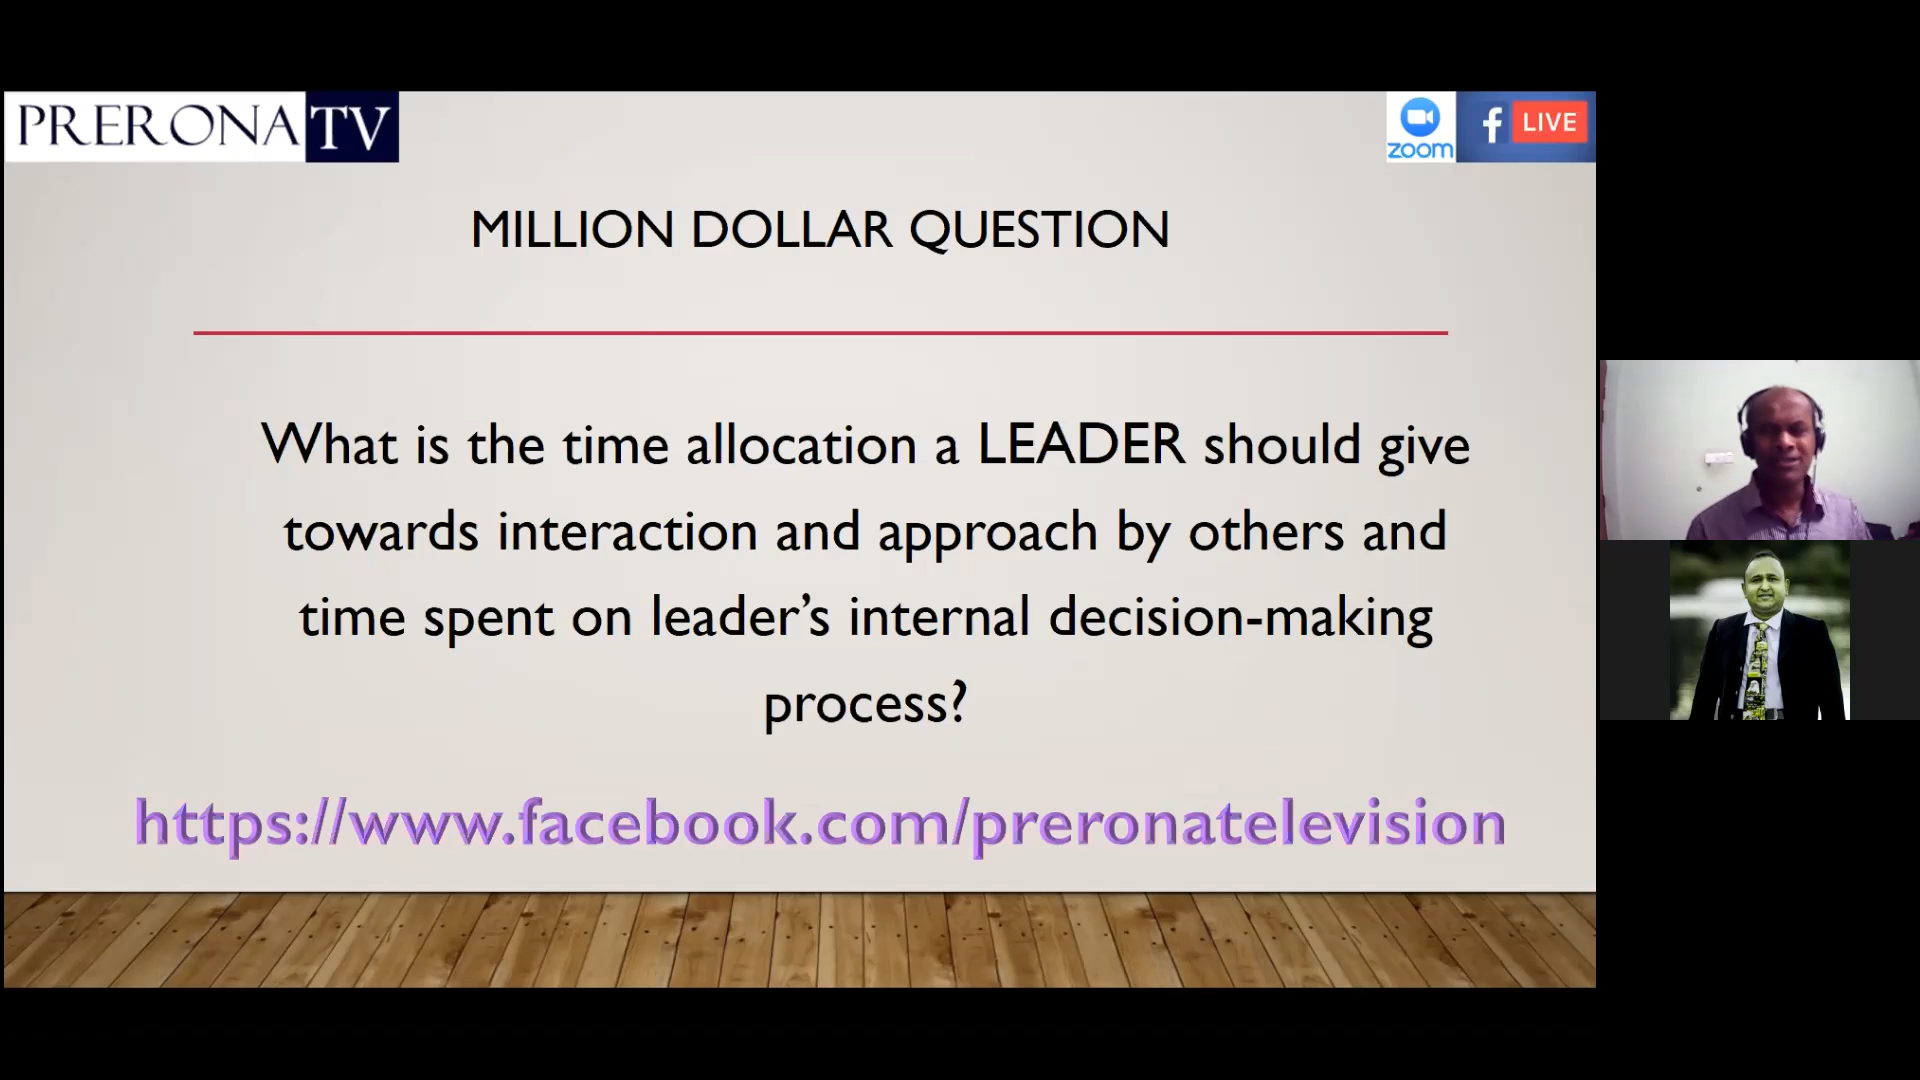 PRERONA TV
zoom
f LIVE
MILLION DOLLAR QUESTION
What is the time allocation a LEADER should give
towards interaction and approach by others and
time spent on leader’s internal decision-making
process?
https://www.facebook.com/preronatelevision